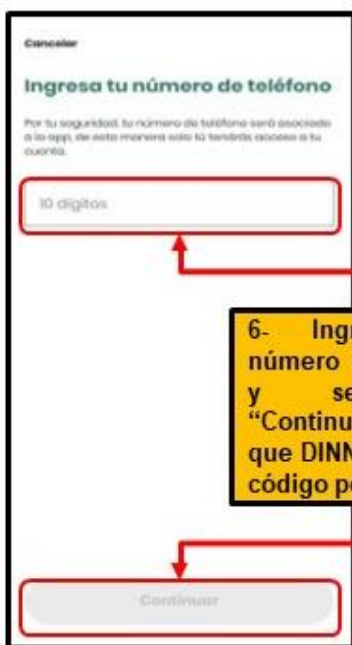 Cancelar
Ingresa tu número de teléfono
Por tu seguridad, tu número de teléfono será asociado
a la app, de esta manera solo tú tendrás acceso a tu
cuenta.
10 dígitos
6- Ingr
número
y se
“Continu
que DINN
código p
Continuar